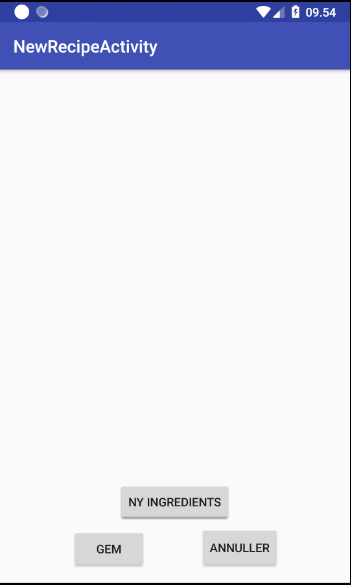 09.54
NewRecipeActivity
NY INGREDIENTS
GEM
ANNULLER